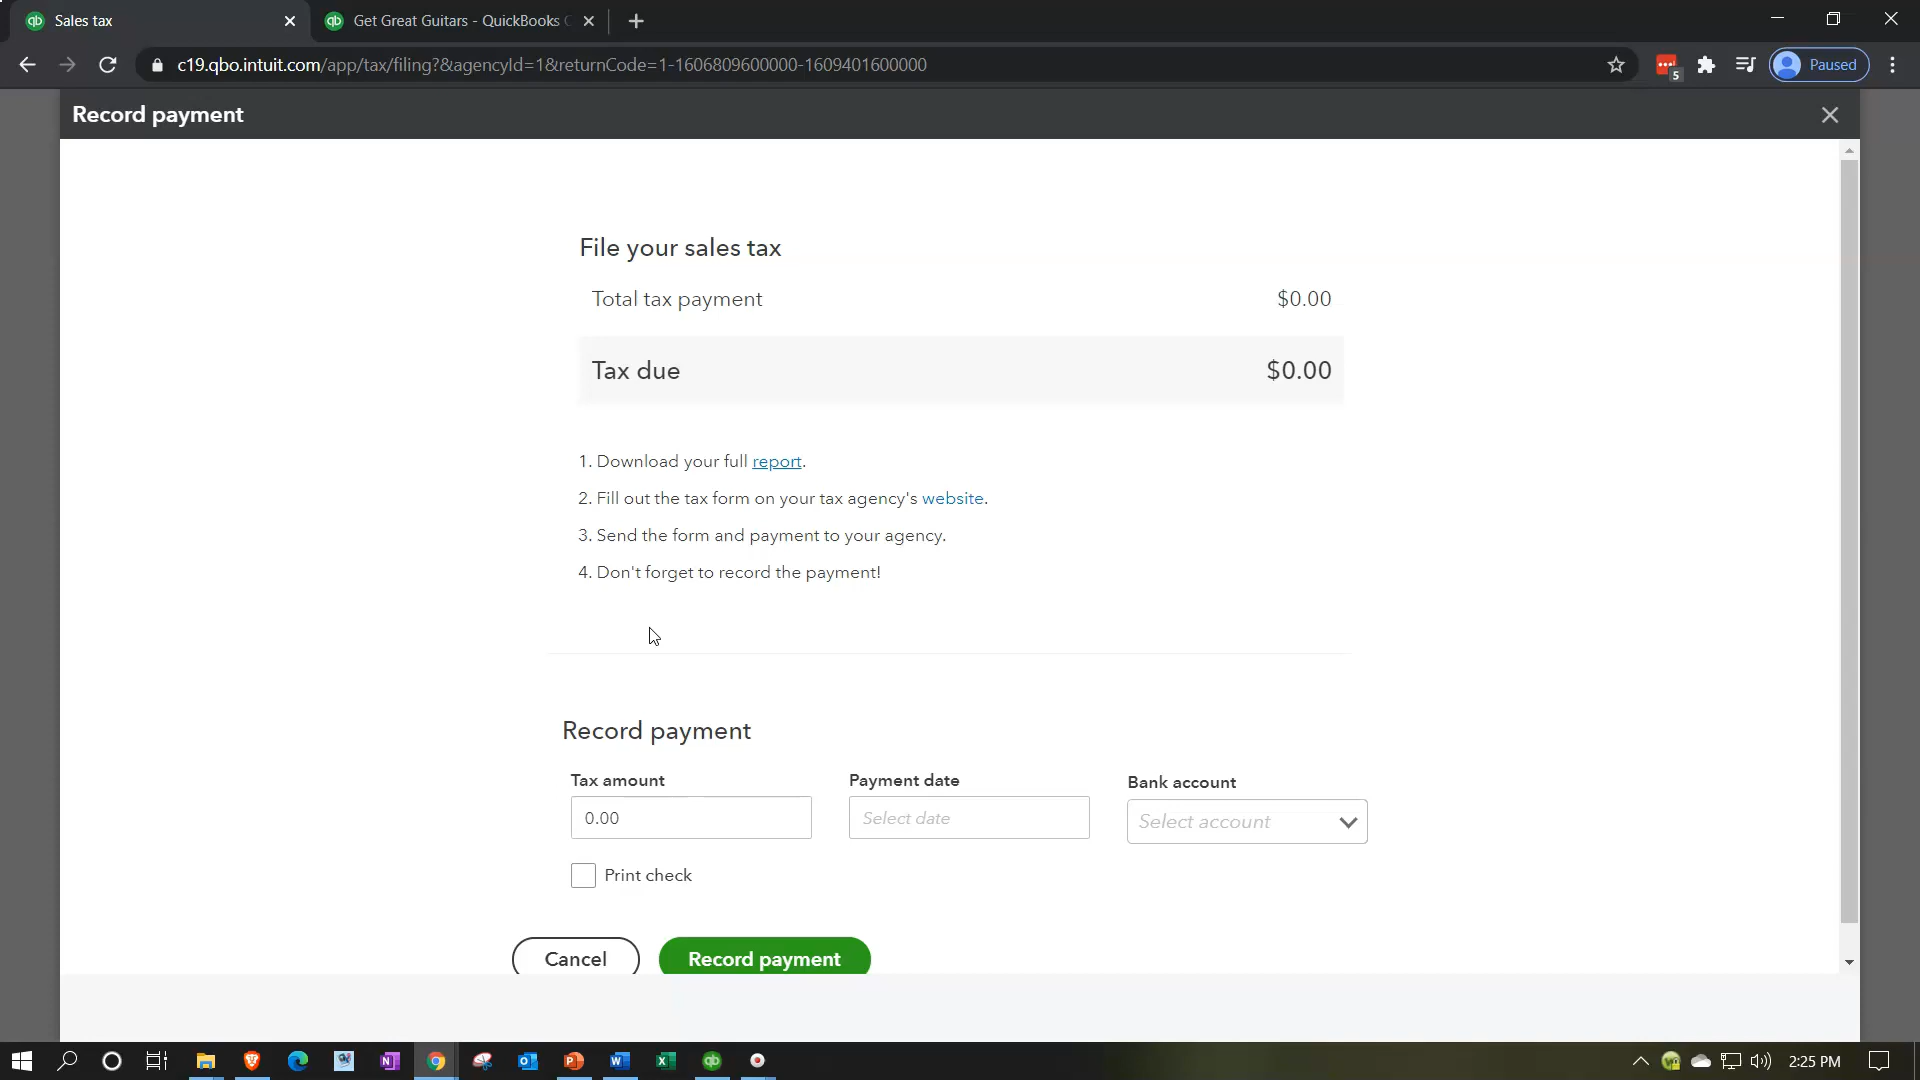 Sales tax
Get Great Guitars - QuickBooks
c19.qbo.intuit.com/app/tax/filing?&agencyId=1&returnCode=1-1606809600000-1609401600000
5
Paused
Record payment
File your sales tax
Total tax payment $0.00
Tax due $0.00
1. Download your full report.
2. Fill out the tax form on your tax agency's website.
3. Send the form and payment to your agency.
4. Don't forget to record the payment!
Record payment
Tax amount Payment date Bank account
0.00 Select date Select account
Print check
Cancel Record payment
2:25 PM